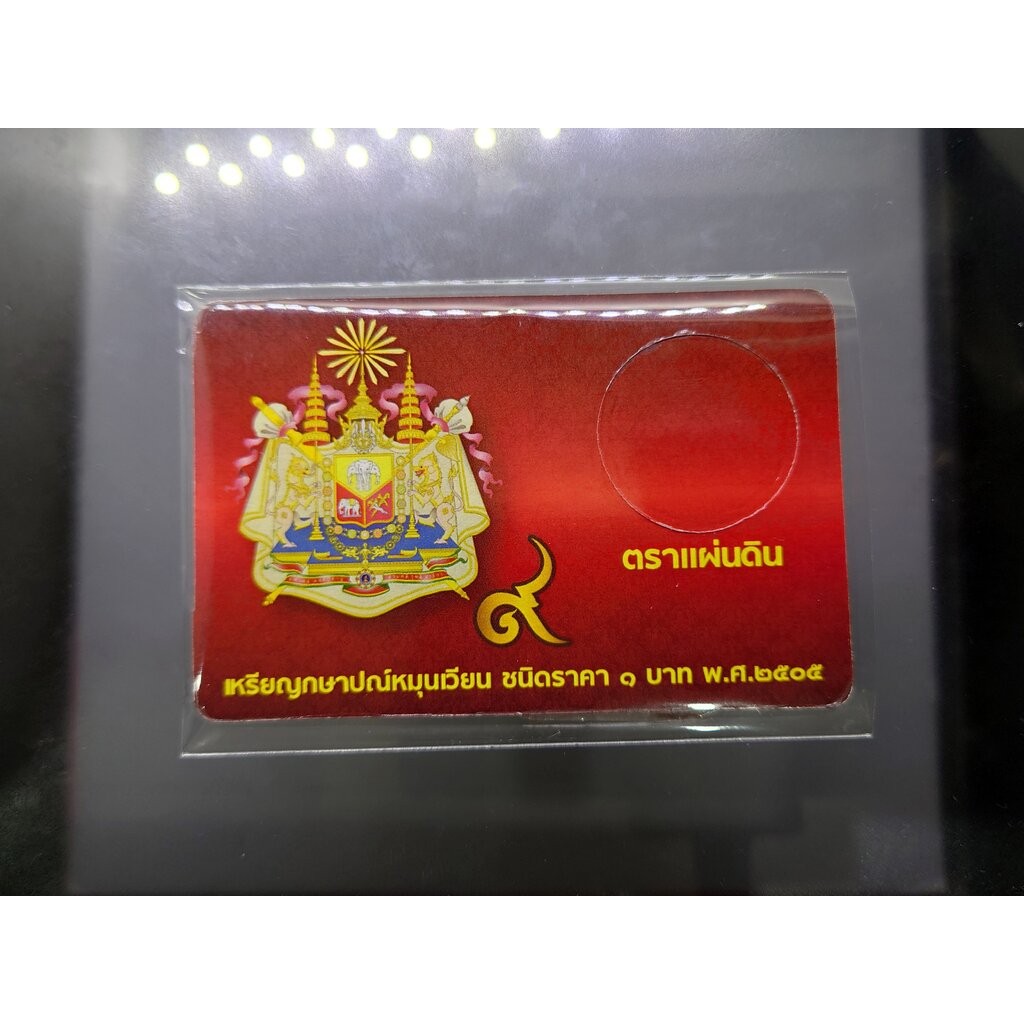 ตราแผ่นดิน
๙
เหรียญกษาปณ์หมุนเวียน ชนิดราคา ๑ บาท พ.ศ.๒๕๐๕